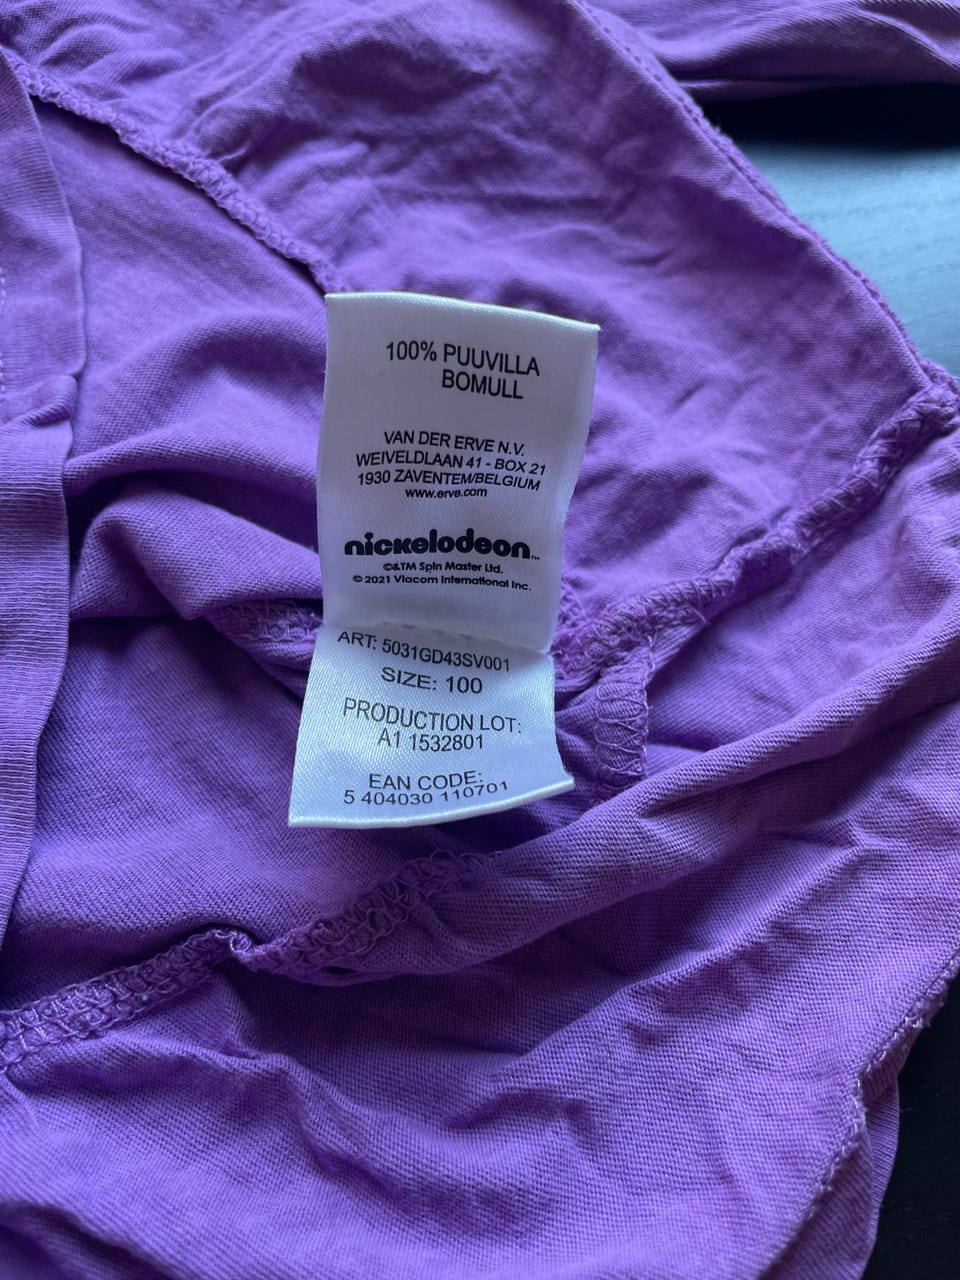 100% PUUVILLA
BOMULL
VAN DER ERVE N.V.
WEIVELDLAAN 41 - BOX 21
1930 ZAVENTEM/BELGIUM
www.erve.com
nickelodeon™
©&TM Spin Master Ltd.
© 2021 Viacom International Inc.
ART: 5031GD43SV001
SIZE: 100
PRODUCTION LOT:
A1 1532801
EAN CODE:
5 404030 110701